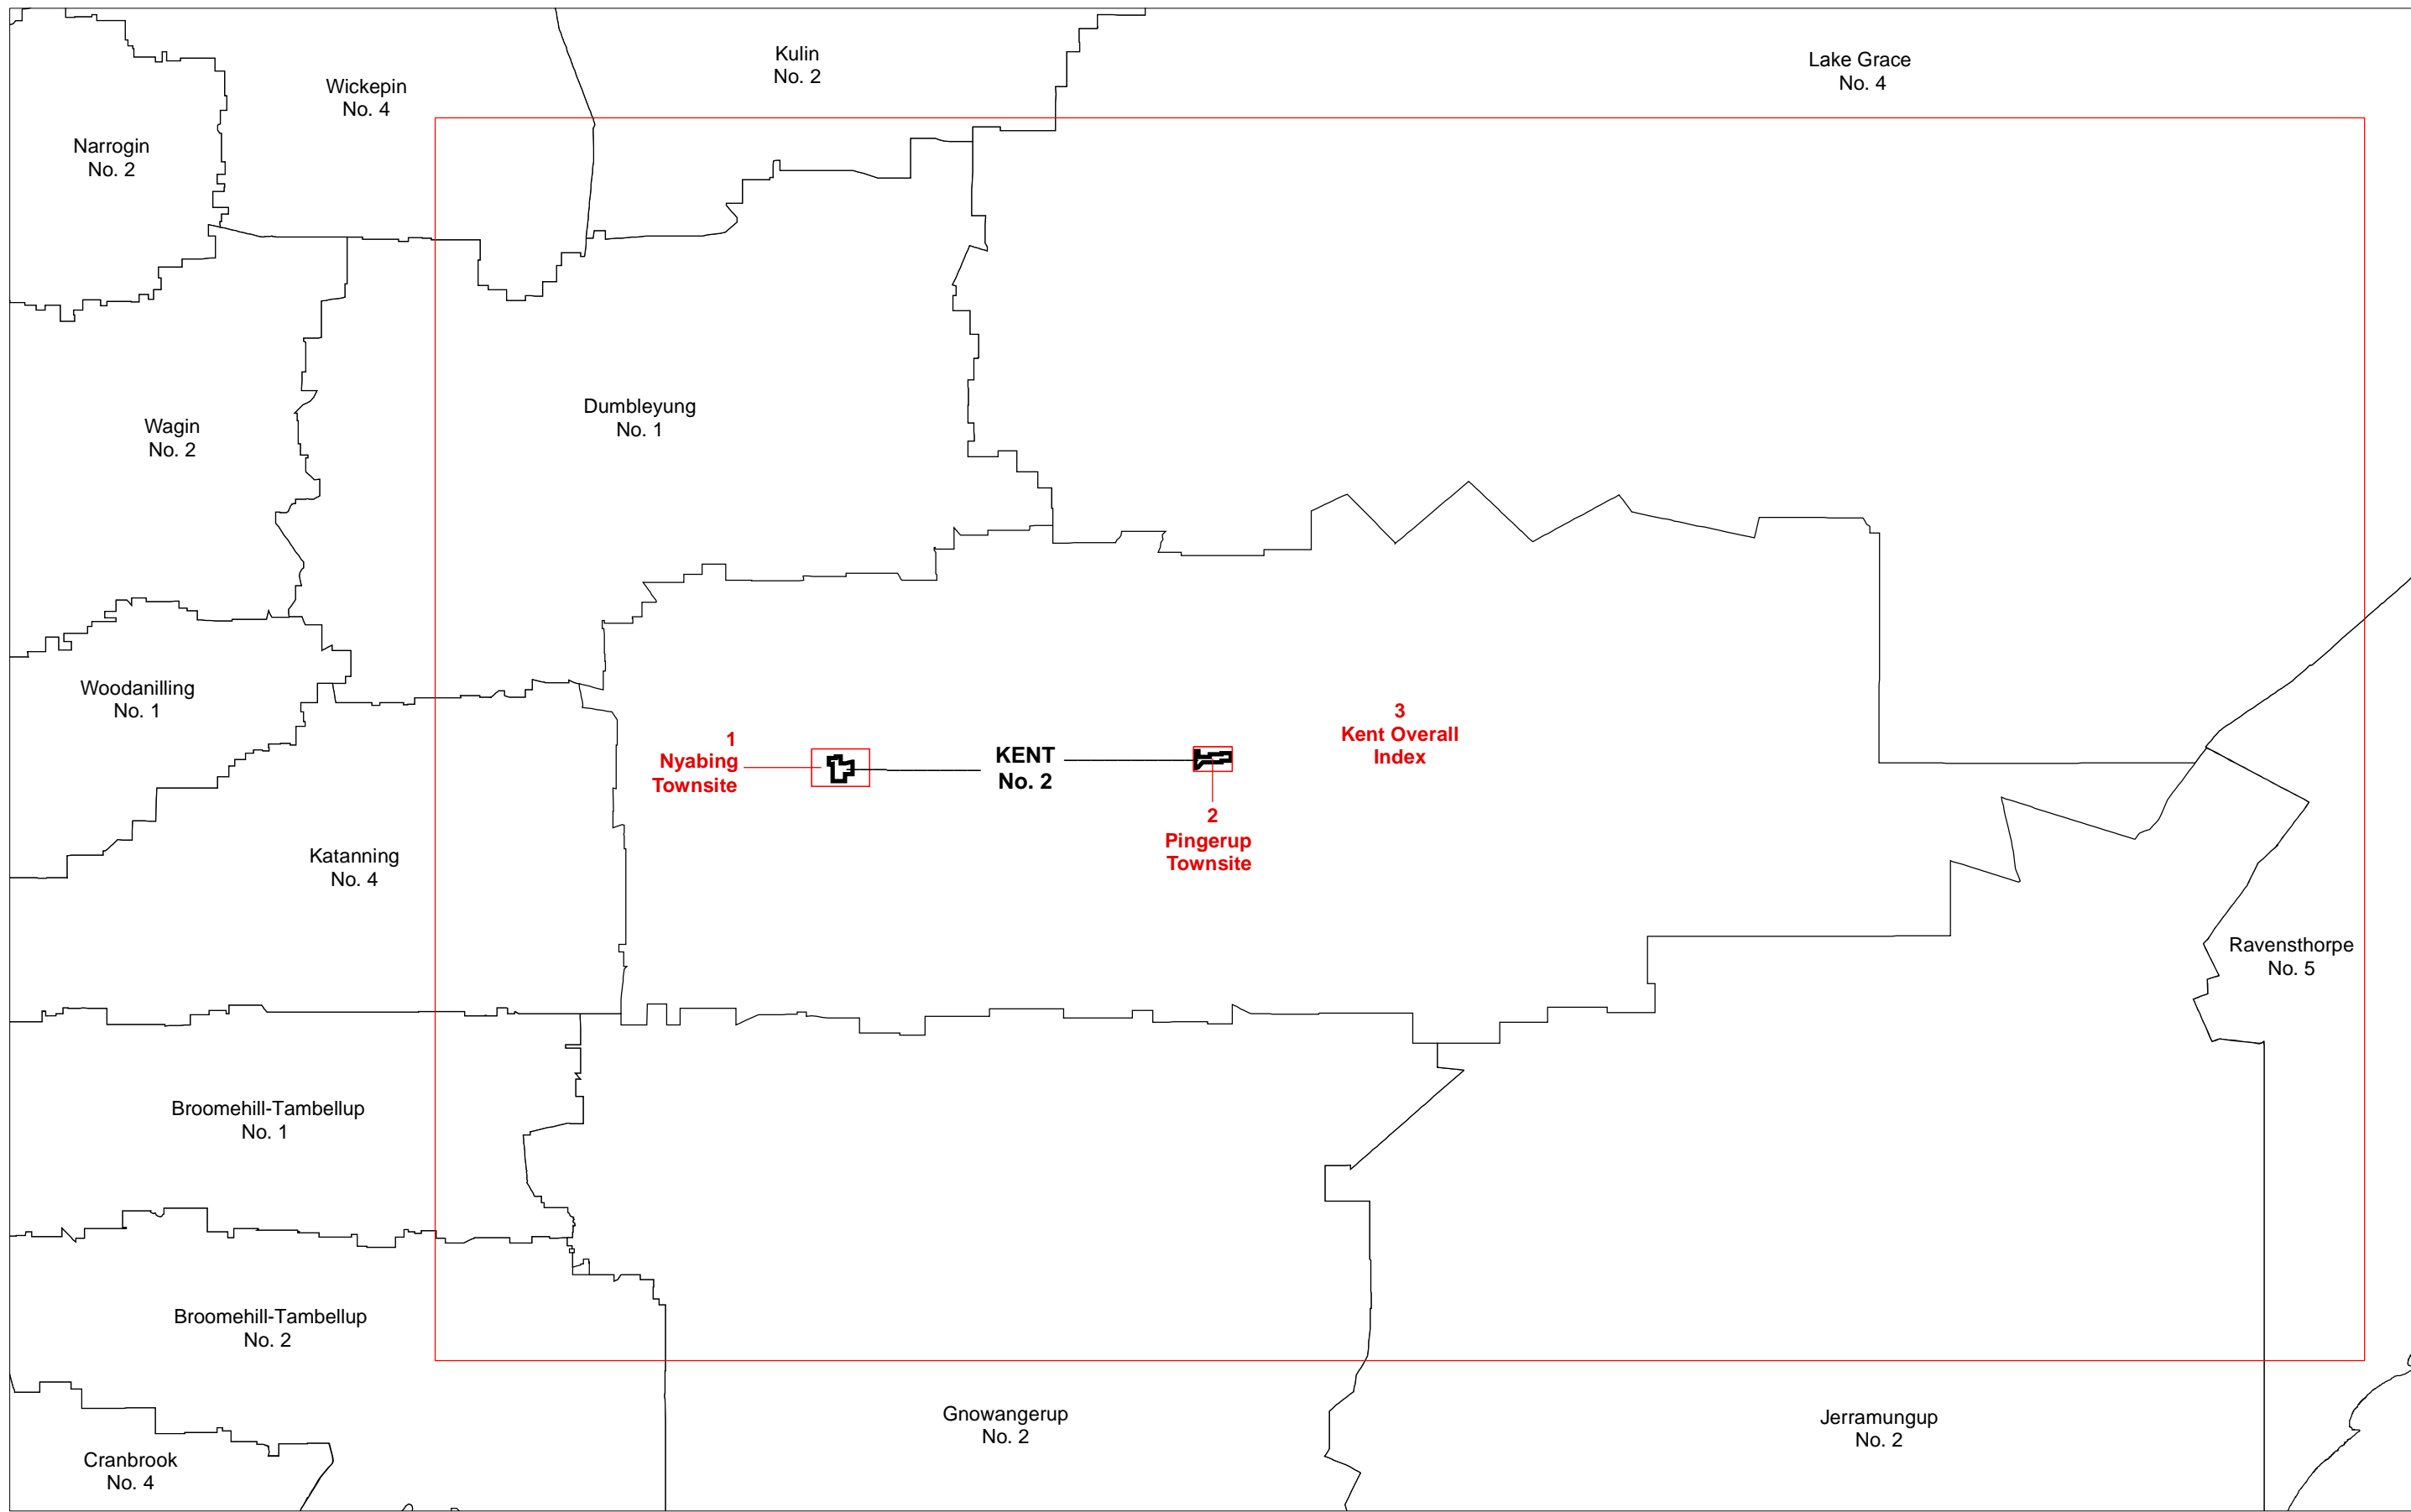 Kulin
No. 2
Lake Grace
No. 4
Wickepin
No. 4
Narrogin
No. 2
Dumbleyung
No. 1
Wagin
No. 2
Woodanilling
No. 1
1
Nyabing
Townsite
KENT
No. 2
3
Kent Overall
Index
2
Pingerup
Townsite
Katanning
No. 4
Ravensthorpe
No. 5
Broomehill-Tambellup
No. 1
Broomehill-Tambellup
No. 2
Gnowangerup
No. 2
Jerramungup
No. 2
Cranbrook
No. 4